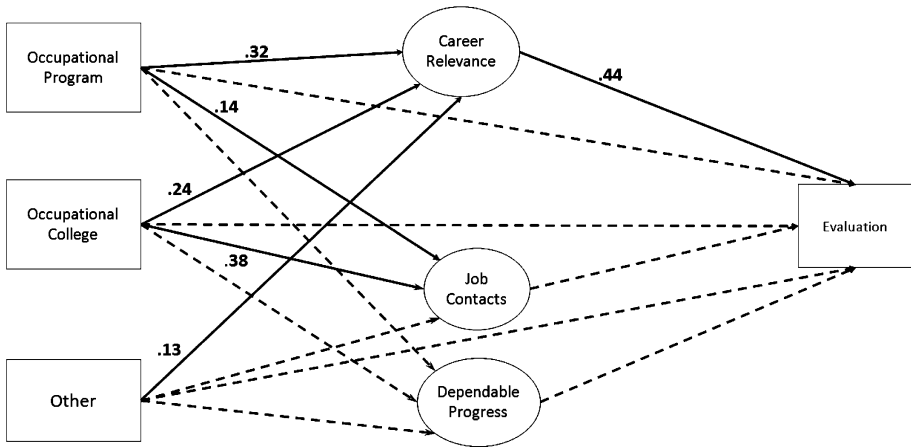 Occupational
Program
.32
Career
Relevance
.44
.14
.24
Occupational
College
Evaluation
.38
Job
Contacts
.13
Other
Dependable
Progress